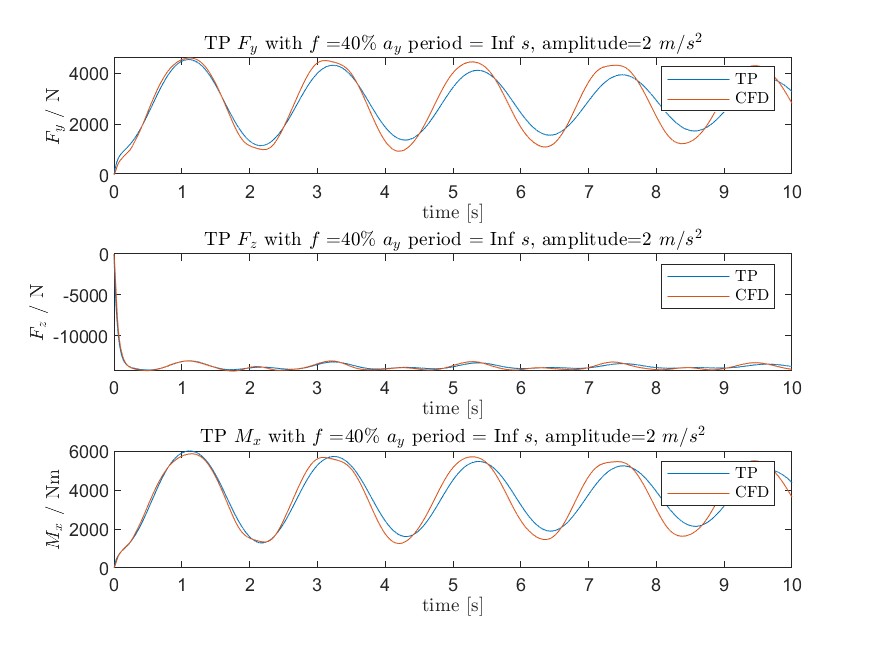 TP F_y with f =40% a_y period = Inf s, amplitude=2 m/s^2
F_y / N
4000
2000
0
0 1 2 3 4 5 6 7 8 9 10
time [s]
TP
CFD
TP F_z with f =40% a_y period = Inf s, amplitude=2 m/s^2
F_z / N
0
-5000
-10000
0 1 2 3 4 5 6 7 8 9 10
time [s]
TP
CFD
TP M_x with f =40% a_y period = Inf s, amplitude=2 m/s^2
M_x / Nm
6000
4000
2000
0
0 1 2 3 4 5 6 7 8 9 10
time [s]
TP
CFD